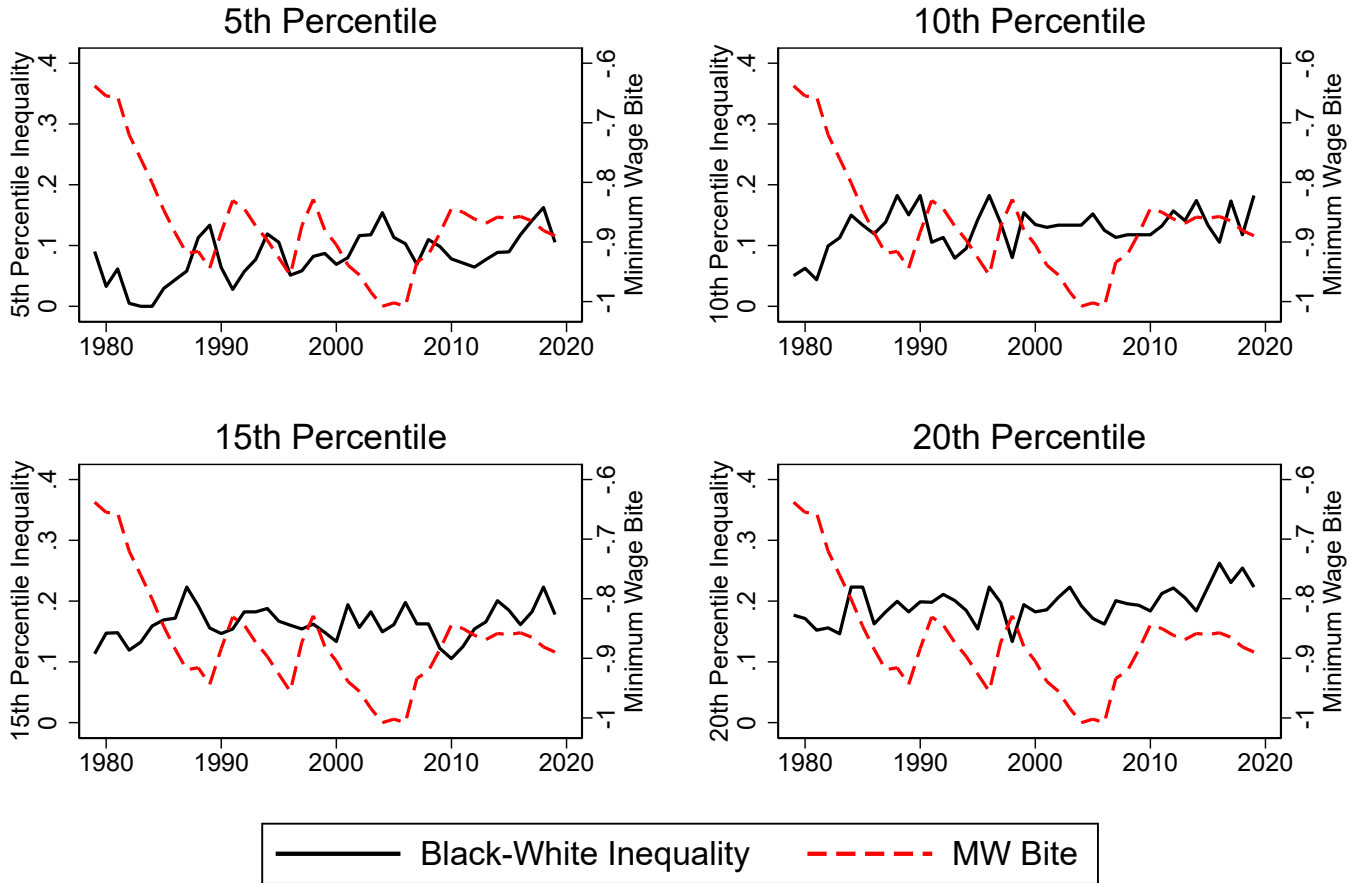 5th Percentile
5th Percentile Inequality
.4
.3
.2
.1
0
-.6
-.7
-.8
-.9
-1
Minimum Wage Bite
1980 1990 2000 2010 2020
10th Percentile
10th Percentile Inequality
.4
.3
.2
.1
0
-.6
-.7
-.8
-.9
-1
Minimum Wage Bite
1980 1990 2000 2010 2020
15th Percentile
15th Percentile Inequality
.4
.3
.2
.1
0
-.6
-.7
-.8
-.9
-1
Minimum Wage Bite
1980 1990 2000 2010 2020
20th Percentile
20th Percentile Inequality
.4
.3
.2
.1
0
-.6
-.7
-.8
-.9
-1
Minimum Wage Bite
1980 1990 2000 2010 2020
Black-White Inequality MW Bite